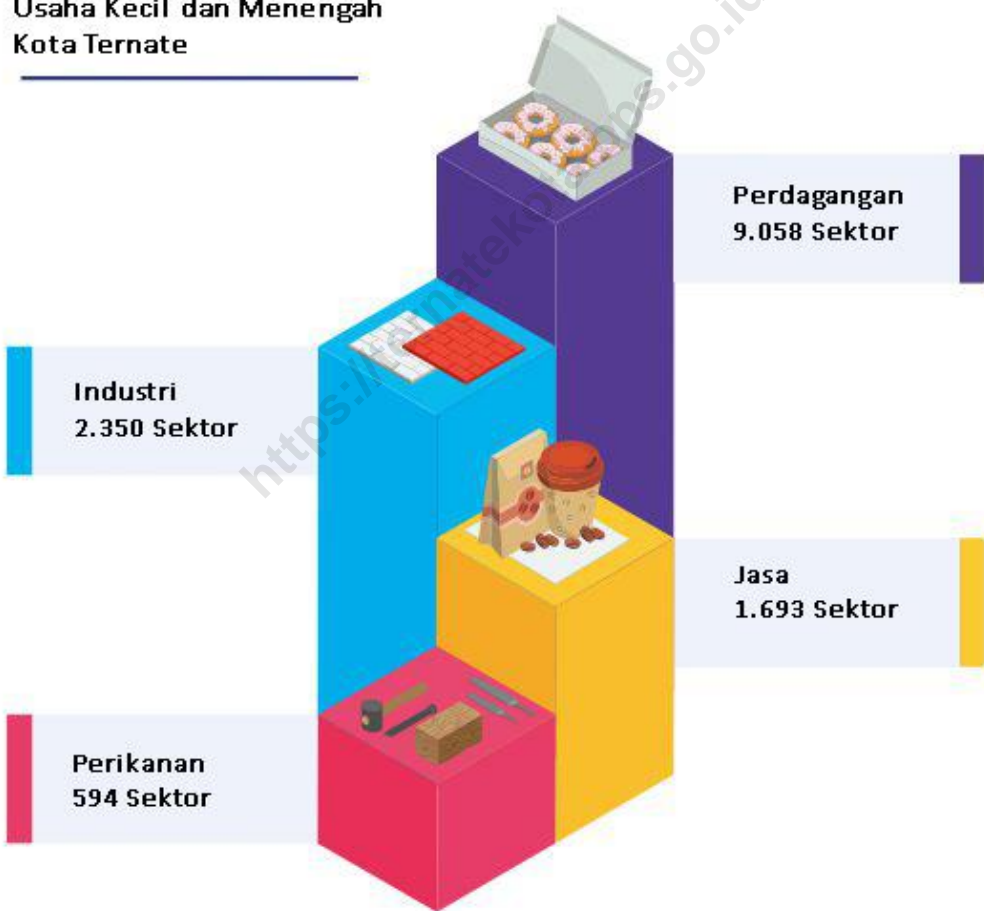 Usaha Kecil dan Menengah
Kota Ternate
Perdagangan
9.058 Sektor
Industri
2.350 Sektor
Jasa
1.693 Sektor
Perikanan
594 Sektor